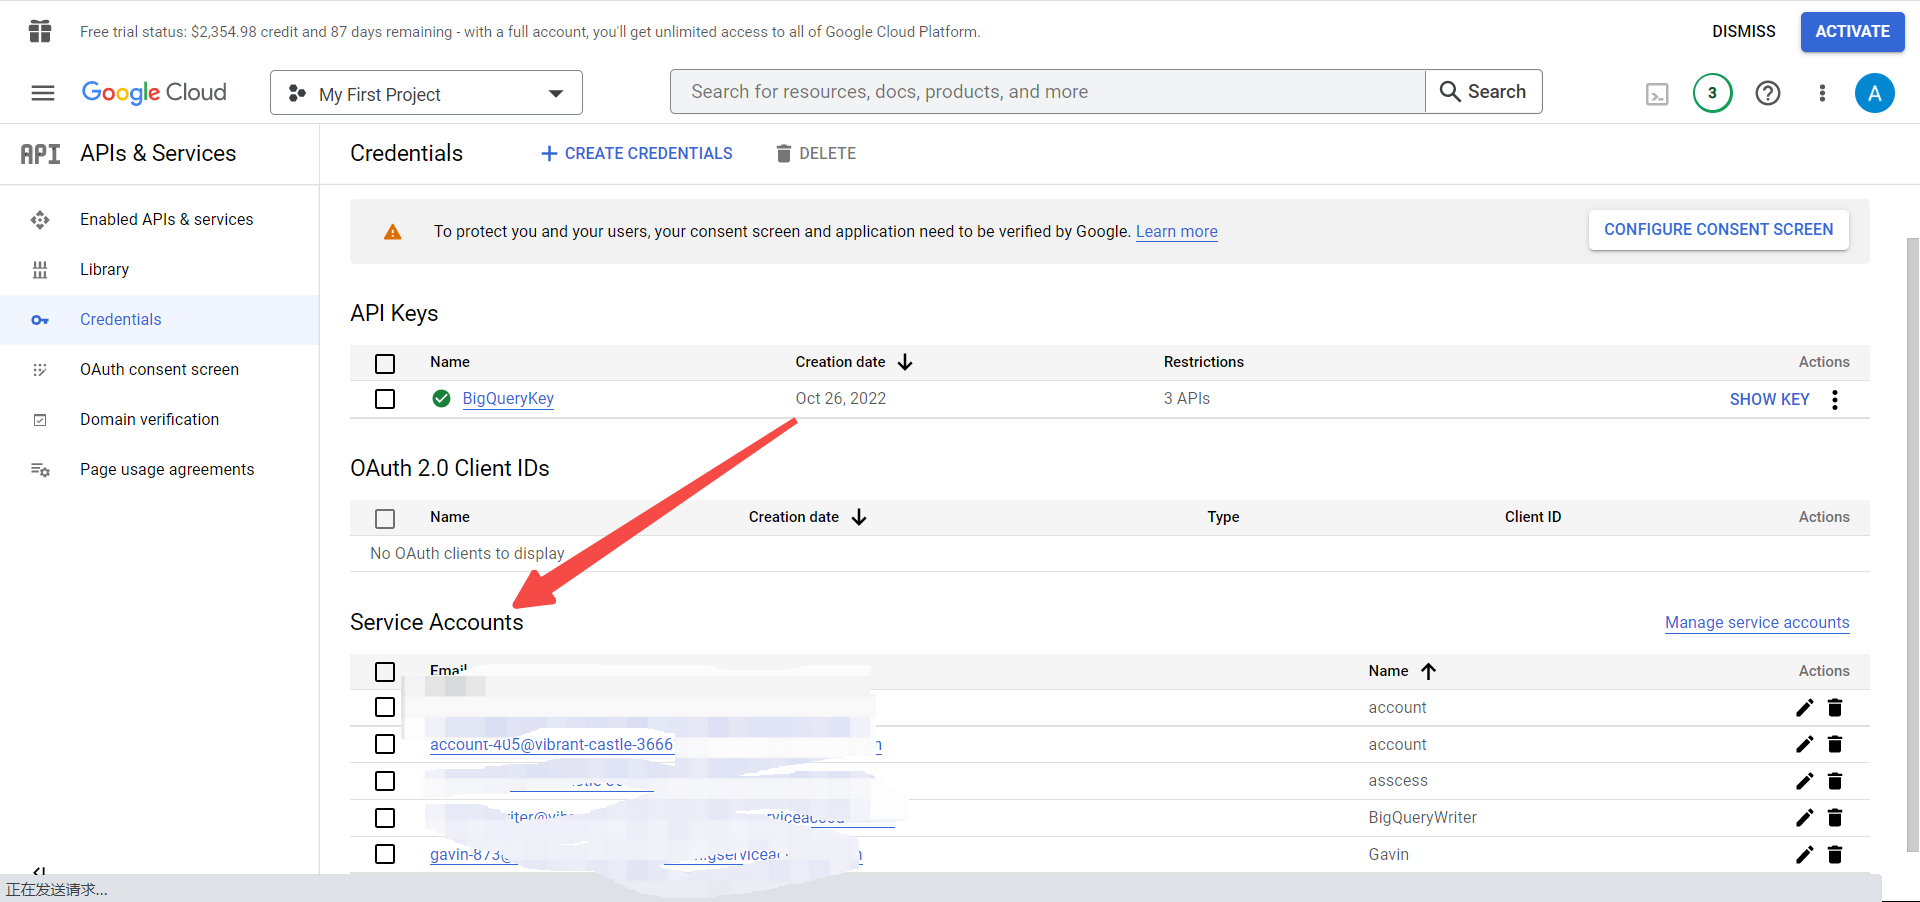 Free trial status: $2,354.98 credit and 87 days remaining - with a full account, you'll get unlimited access to all of Google Cloud Platform.
DISMISS
ACTIVATE
Google Cloud
My First Project
Search for resources, docs, products, and more
Search
3
A
API
APIs & Services
Credentials
CREATE CREDENTIALS
DELETE
Enabled APIs & services
Library
Credentials
OAuth consent screen
Domain verification
Page usage agreements
To protect you and your users, your consent screen and application need to be verified by Google. Learn more
CONFIGURE CONSENT SCREEN
API Keys
Name Creation date Restrictions Actions
BigQueryKey Oct 26, 2022 3 APIs SHOW KEY
OAuth 2.0 Client IDs
Name Creation date Type Client ID Actions
No OAuth clients to display
Service Accounts
Manage service accounts
Email Name Actions
account
account-405@vibrant-castle-3666 account
asscess
BigQueryWriter
gavin-873@ Gavin
正在发送请求...